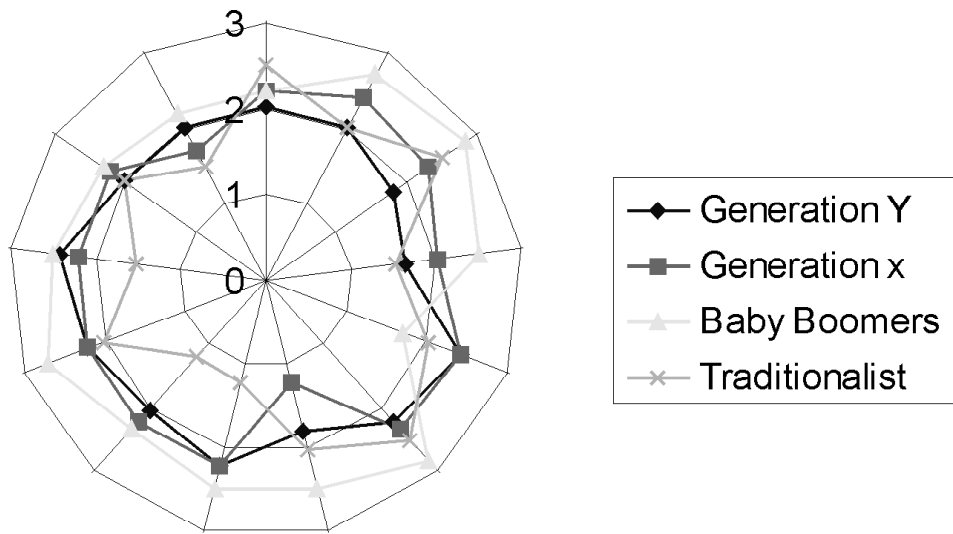 3
2
1
0
Generation Y
Generation x
Baby Boomers
Traditionalist